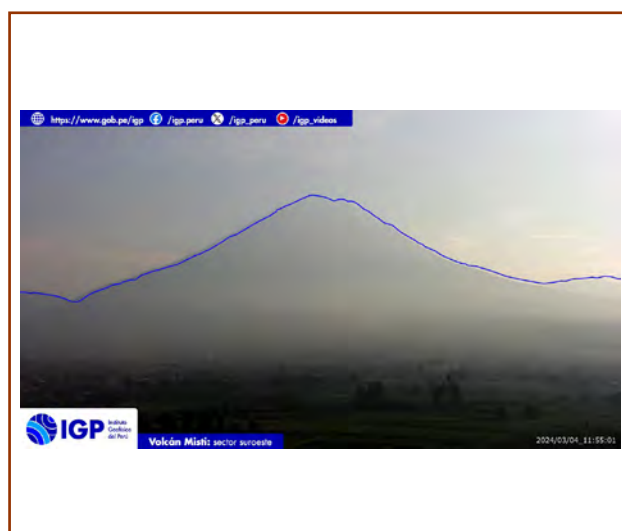 https://www.gob.pe/igp /igp.peru /igp_peru /igp_videos
IGP Instituto
Geofísico
del Perú
Volcán Misti: sector suroeste
2024/03/04_11:55:01